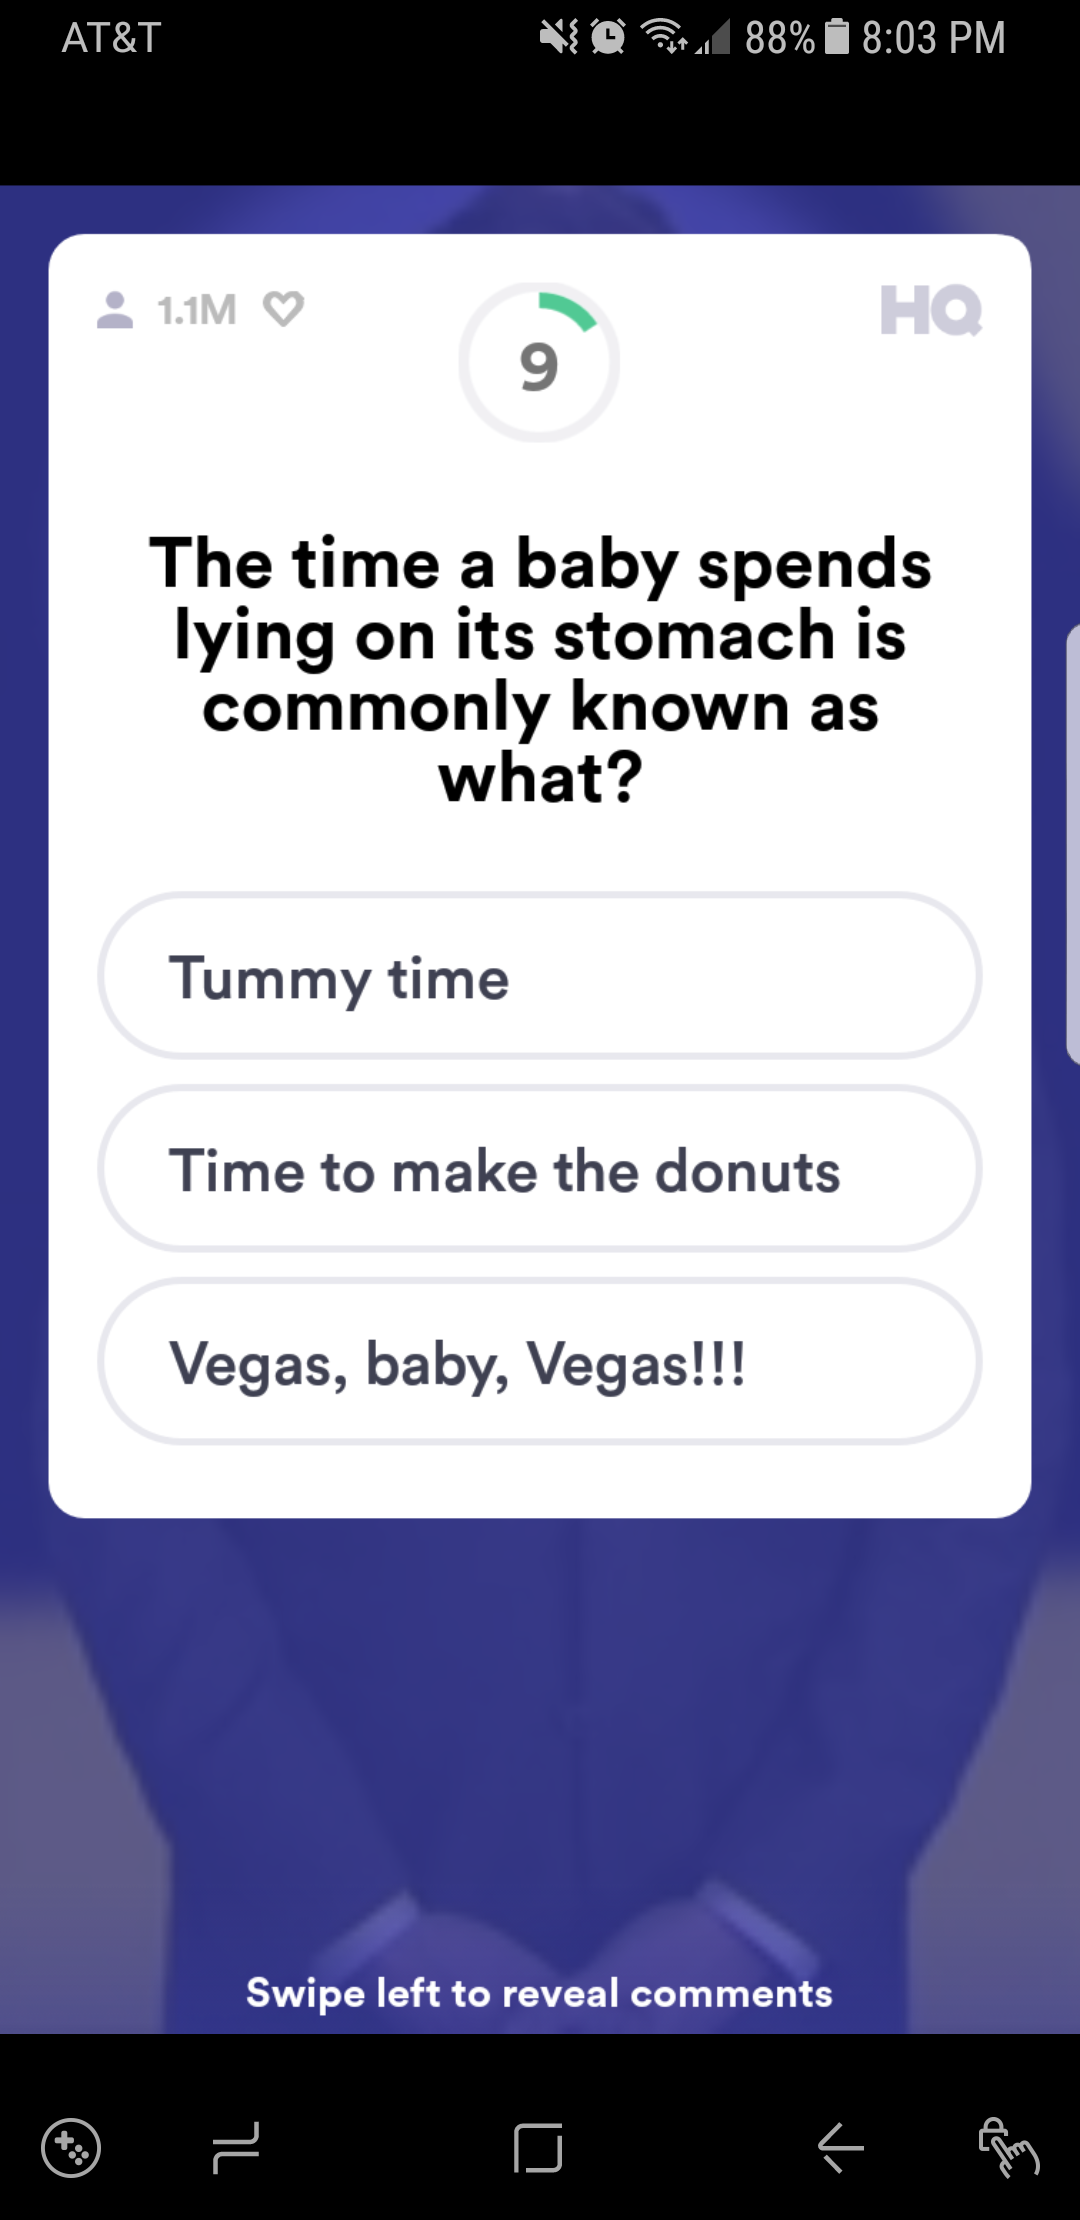 AT&T 88% 8:03 PM
1.1M 9 HQ
The time a baby spends
lying on its stomach is
commonly known as
what?
Tummy time
Time to make the donuts
Vegas, baby, Vegas!!!
Swipe left to reveal comments